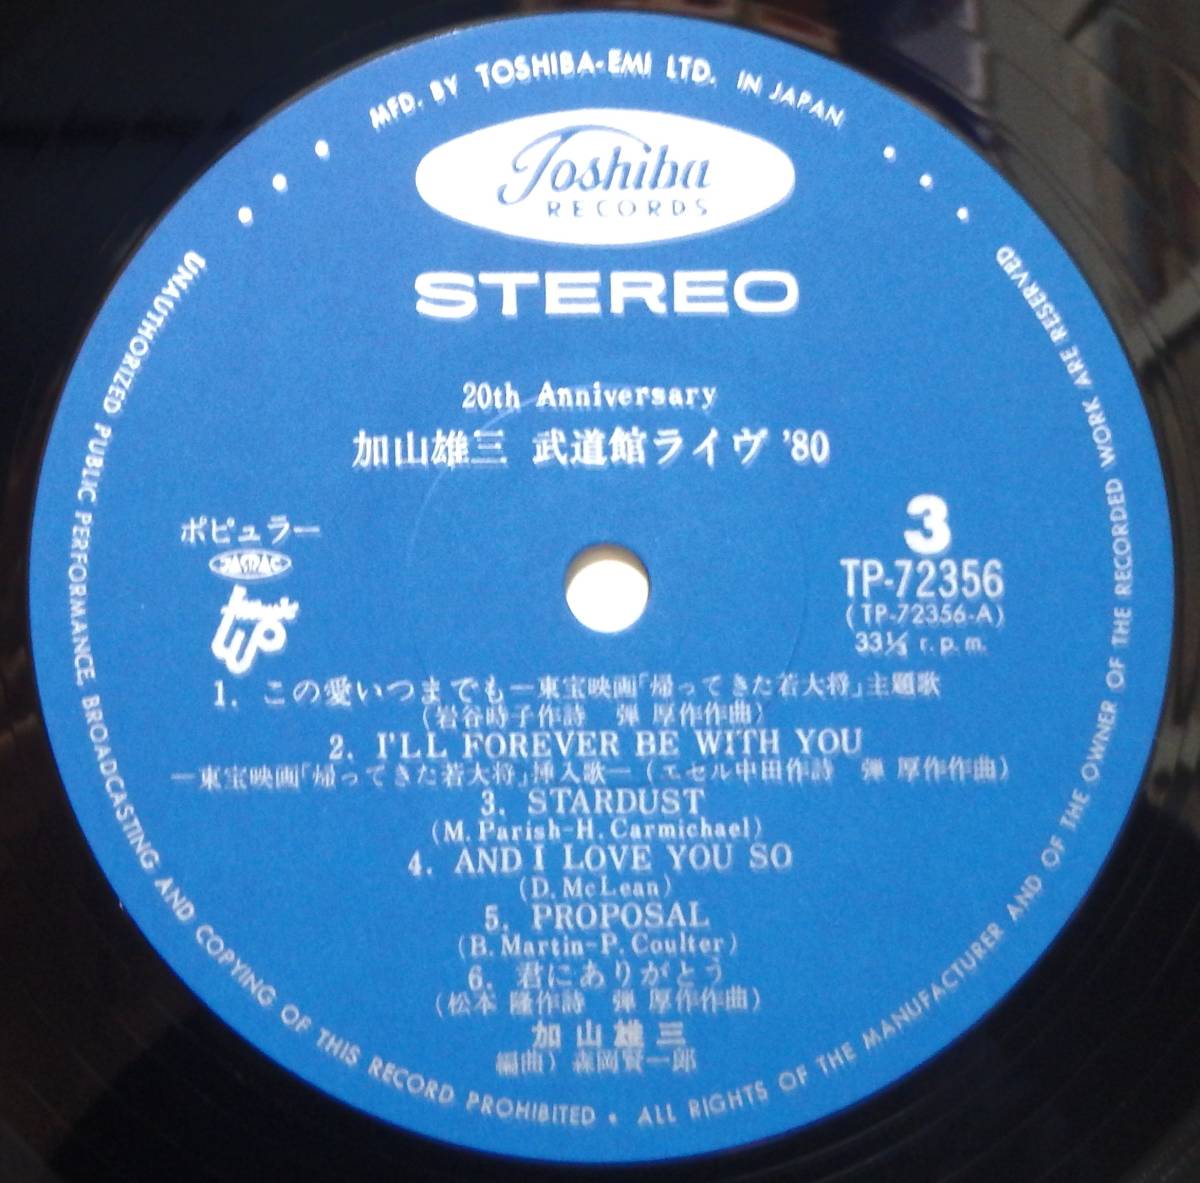 MFD. BY TOSHIBA-EMI LTD. IN JAPAN
Toshiba
RECORDS
STEREO
20th Anniversary
加山雄三 武道館ライヴ '80
ポピュラー
JASRAC
3
TP-72356
(TP-72356-A)
33⅓ r.p.m.
1. この愛いつまでも—東宝映画「帰ってきた若大将」主題歌
(岩谷時子作詩 弾 厚作作曲)
2. I'LL FOREVER BE WITH YOU
—東宝映画「帰ってきた若大将」挿入歌—(エセル中田作詩 弾 厚作作曲)
3. STARDUST
(M. Parish-H. Carmichael)
4. AND I LOVE YOU SO
(D. McLean)
5. PROPOSAL
(B. Martin-P. Coulter)
6. 君にありがとう
(松本 隆作詩 弾 厚作作曲)
加山雄三
編曲) 森岡賢一郎
UNAUTHORIZED PUBLIC PERFORMANCE, BROADCASTING AND COPYING OF THIS RECORD PROHIBITED • ALL RIGHTS OF THE MANUFACTURER AND OF THE OWNER OF THE RECORDED WORK ARE RESERVED